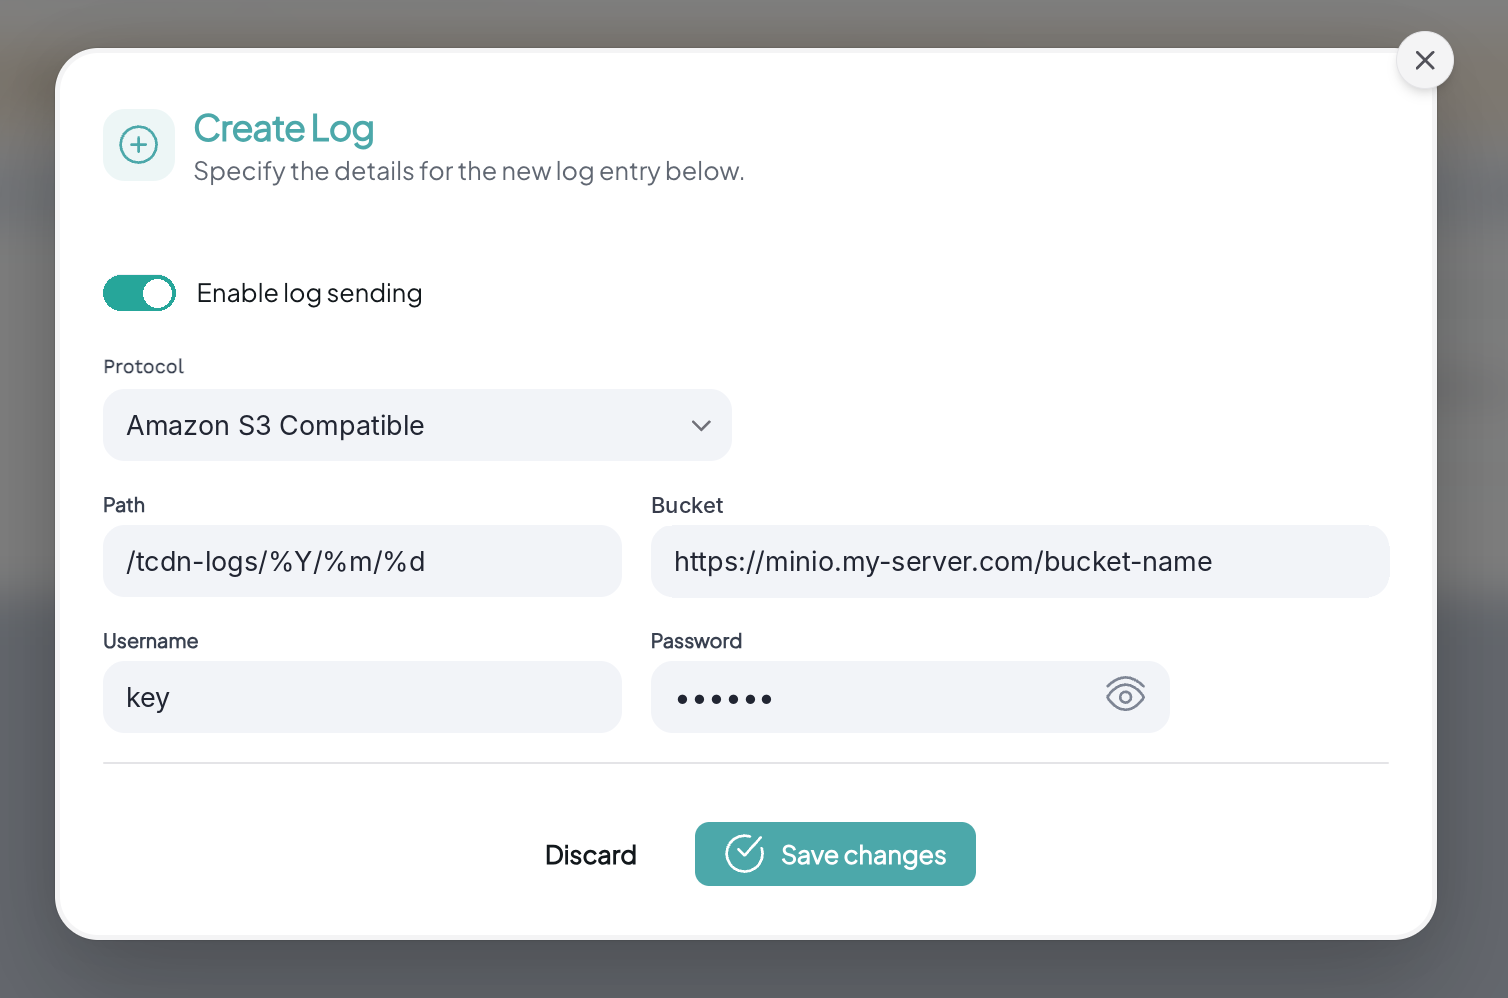 Create Log
Specify the details for the new log entry below.
Enable log sending
Protocol
Amazon S3 Compatible
Path
Bucket
/tcdn-logs/%Y/%m/%d
https://minio.my-server.com/bucket-name
Username
Password
key
••••••
Discard
Save changes